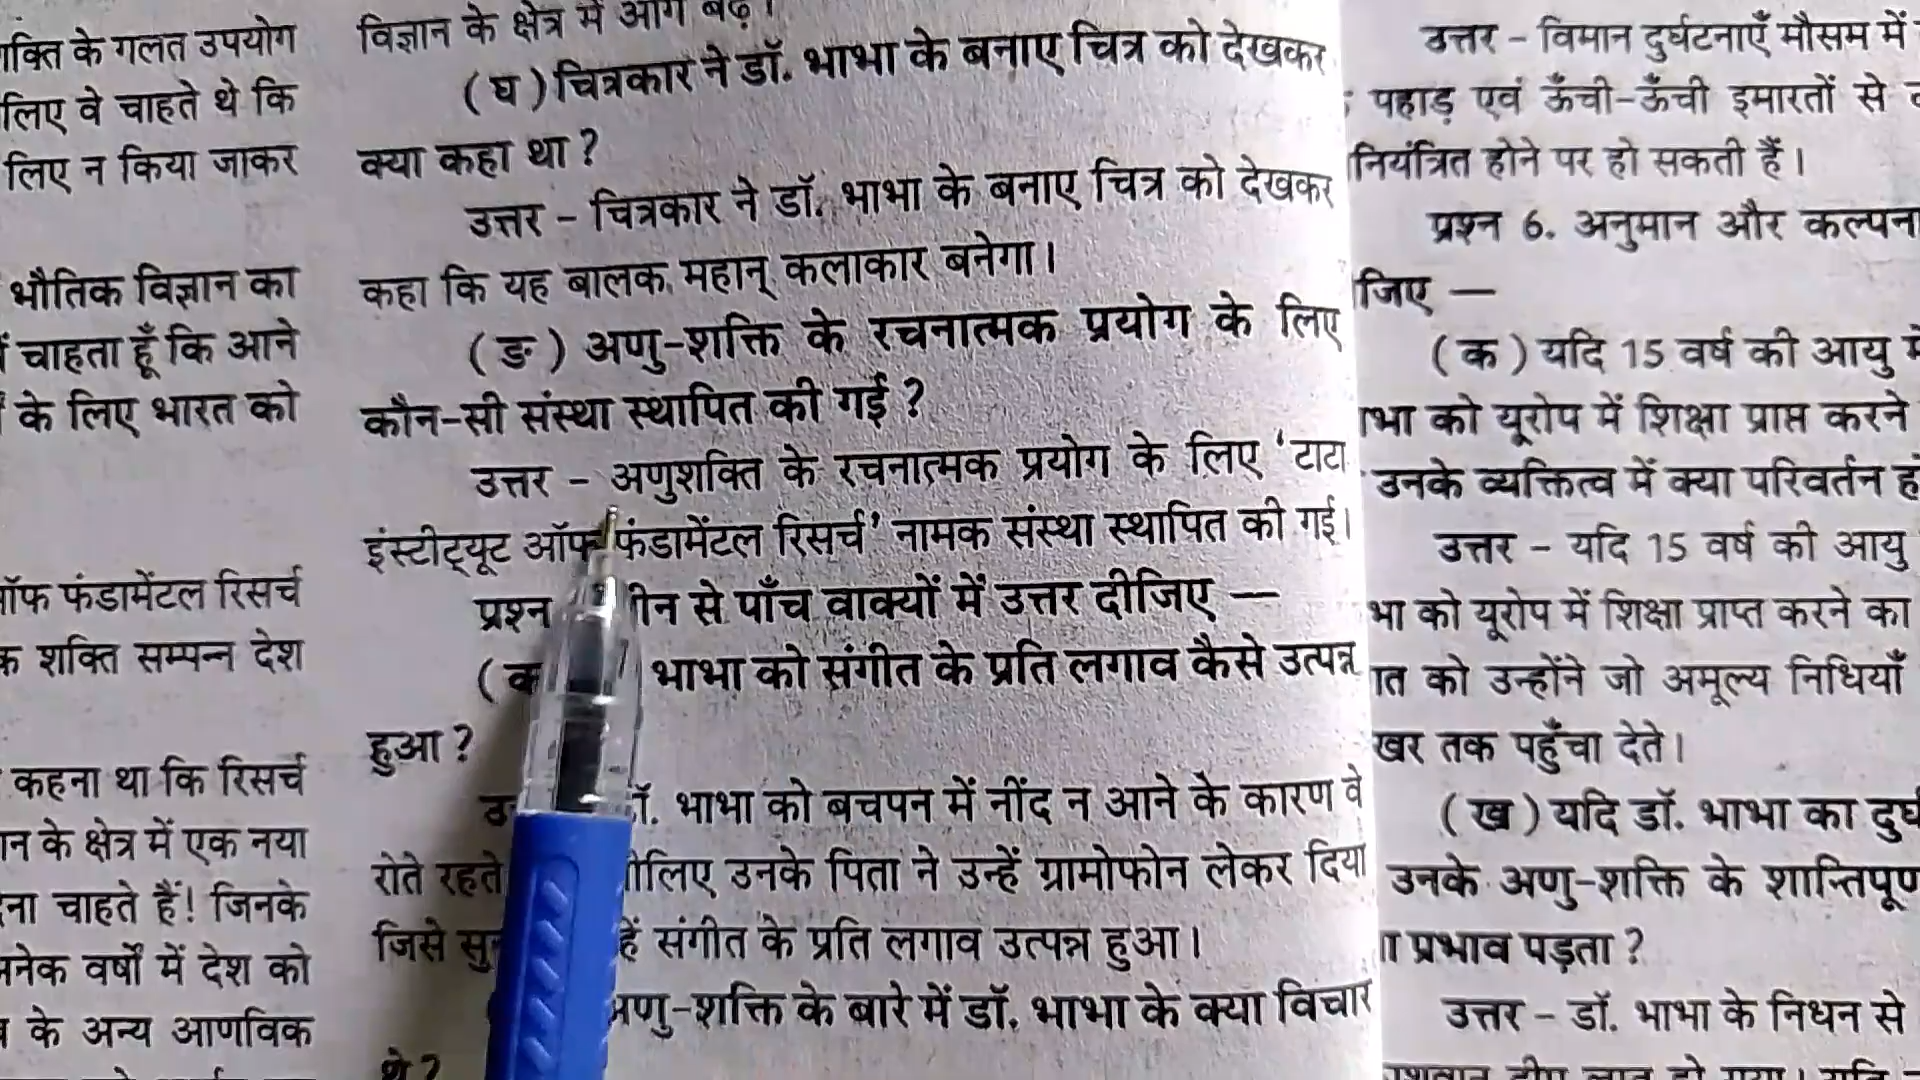 क्ति के गलत उपयोग
लिए वे चाहते थे कि
लिए न किया जाकर
भौतिक विज्ञान का
चाहता हूँ कि आने
के लिए भारत को
ऑफ फंडामेंटल रिसर्च
शक्ति सम्पन्न देश
कहना था कि रिसर्च
के क्षेत्र में एक नया
चाहते हैं! जिनके
वर्षों में देश को
के अन्य आणविक
विज्ञान के क्षेत्र में आगे बढ़े।
(घ) चित्रकार ने डॉ. भाभा के बनाए चित्र को देखकर
क्या कहा था ?
उत्तर – चित्रकार ने डॉ. भाभा के बनाए चित्र को देखकर
कहा कि यह बालक महान् कलाकार बनेगा।
(ङ) अणु-शक्ति के रचनात्मक प्रयोग के लिए
कौन-सी संस्था स्थापित की गई ?
उत्तर – अणुशक्ति के रचनात्मक प्रयोग के लिए ‘टाटा
इंस्टीट्यूट ऑफ फंडामेंटल रिसर्च’ नामक संस्था स्थापित की गई।
प्रश्न से पाँच वाक्यों में उत्तर दीजिए —
(क भाभा को संगीत के प्रति लगाव कैसे उत्पन्न
हुआ ?
भाभा को बचपन में नींद न आने के कारण वे
रोते रहते उनके पिता ने उन्हें ग्रामोफोन लेकर दिया
जिसे संगीत के प्रति लगाव उत्पन्न हुआ।
अणु-शक्ति के बारे में डॉ. भाभा के क्या विचार
थे ?
उत्तर – विमान दुर्घटनाएँ मौसम में
पहाड़ एवं ऊँची-ऊँची इमारतों से
नियंत्रित होने पर हो सकती हैं।
प्रश्न 6. अनुमान और कल्पना
जिए —
(क) यदि 15 वर्ष की आयु
भा को यूरोप में शिक्षा प्राप्त करने
उनके व्यक्तित्व में क्या परिवर्तन
उत्तर – यदि 15 वर्ष की आयु
भा को यूरोप में शिक्षा प्राप्त करने का
को उन्होंने जो अमूल्य निधियाँ
खर तक पहुँचा देते।
(ख) यदि डॉ. भाभा का
उनके अणु-शक्ति के
प्रभाव पड़ता ?
उत्तर – डॉ. भाभा के निधन से